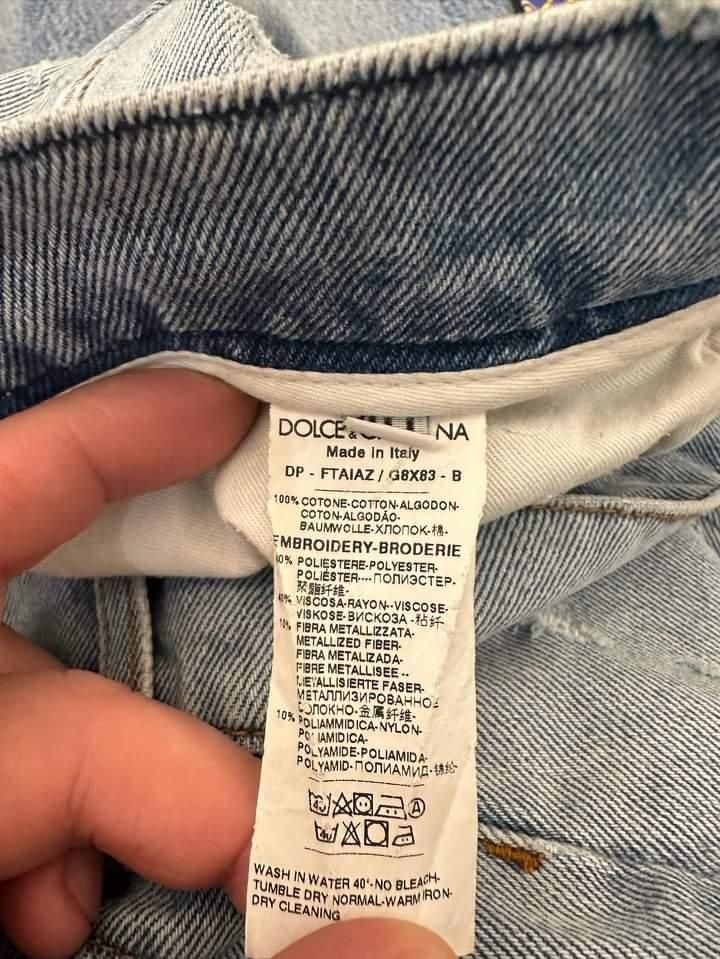 DOLCE & NA
Made in Italy
DP - FTAIAZ / G8X83 - B
100% COTONE-COTTON-ALGODON-
COTON-ALGODÃO-
BAUMWOLLE-ХЛОПОК-棉-
EMBROIDERY-BRODERIE
40% POLIESTERE-POLYESTER-
POLIÉSTER----ПОЛИЭСТЕР-
聚酯纤维-
40% VISCOSA-RAYON--VISCOSE-
VISKOSE-ВИСКОЗА -粘纤-
10% FIBRA METALLIZZATA-
METALLIZED FIBER-
FIBRA METALIZADA-
FIBRE METALLISEE --
METALLISIERTE FASER-
МЕТАЛЛИЗИРОВАННОЕ
ВОЛОКНО-金属纤维-
10% POLIAMMIDICA-NYLON-
POLIAMIDICA-
POLYAMIDE-POLIAMIDA-
POLYAMID-ПОЛИАМИД-锦纶-
40 A
40
WASH IN WATER 40°-NO BLEACH-
TUMBLE DRY NORMAL-WARM IRON-
DRY CLEANING